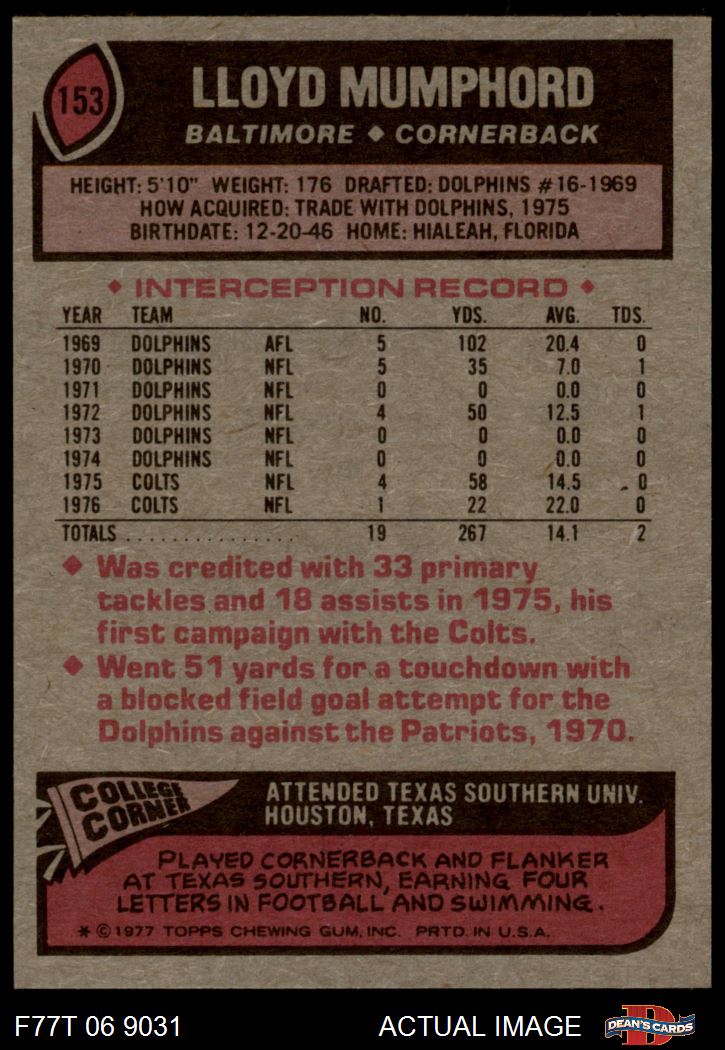 153
LLOYD MUMPHORD
BALTIMORE ◆ CORNERBACK
HEIGHT: 5'10" WEIGHT: 176 DRAFTED: DOLPHINS #16-1969
HOW ACQUIRED: TRADE WITH DOLPHINS, 1975
BIRTHDATE: 12-20-46 HOME: HIALEAH, FLORIDA
◆ INTERCEPTION RECORD ◆
YEAR TEAM NO. YDS. AVG. TDS.
1969 DOLPHINS AFL 5 102 20.4 0
1970 DOLPHINS NFL 5 35 7.0 1
1971 DOLPHINS NFL 0 0 0.0 0
1972 DOLPHINS NFL 4 50 12.5 1
1973 DOLPHINS NFL 0 0 0.0 0
1974 DOLPHINS NFL 0 0 0.0 0
1975 COLTS NFL 4 58 14.5 0
1976 COLTS NFL 1 22 22.0 0
TOTALS ............... 19 267 14.1 2
◆ Was credited with 33 primary
tackles and 18 assists in 1975, his
first campaign with the Colts.
◆ Went 51 yards for a touchdown with
a blocked field goal attempt for the
Dolphins against the Patriots, 1970.
COLLEGE
CORNER
ATTENDED TEXAS SOUTHERN UNIV.
HOUSTON, TEXAS
PLAYED CORNERBACK AND FLANKER
AT TEXAS SOUTHERN, EARNING FOUR
LETTERS IN FOOTBALL AND SWIMMING.
* © 1977 TOPPS CHEWING GUM, INC. PRTD. IN U.S.A.
F77T 06 9031 ACTUAL IMAGE D DEAN'S CARDS